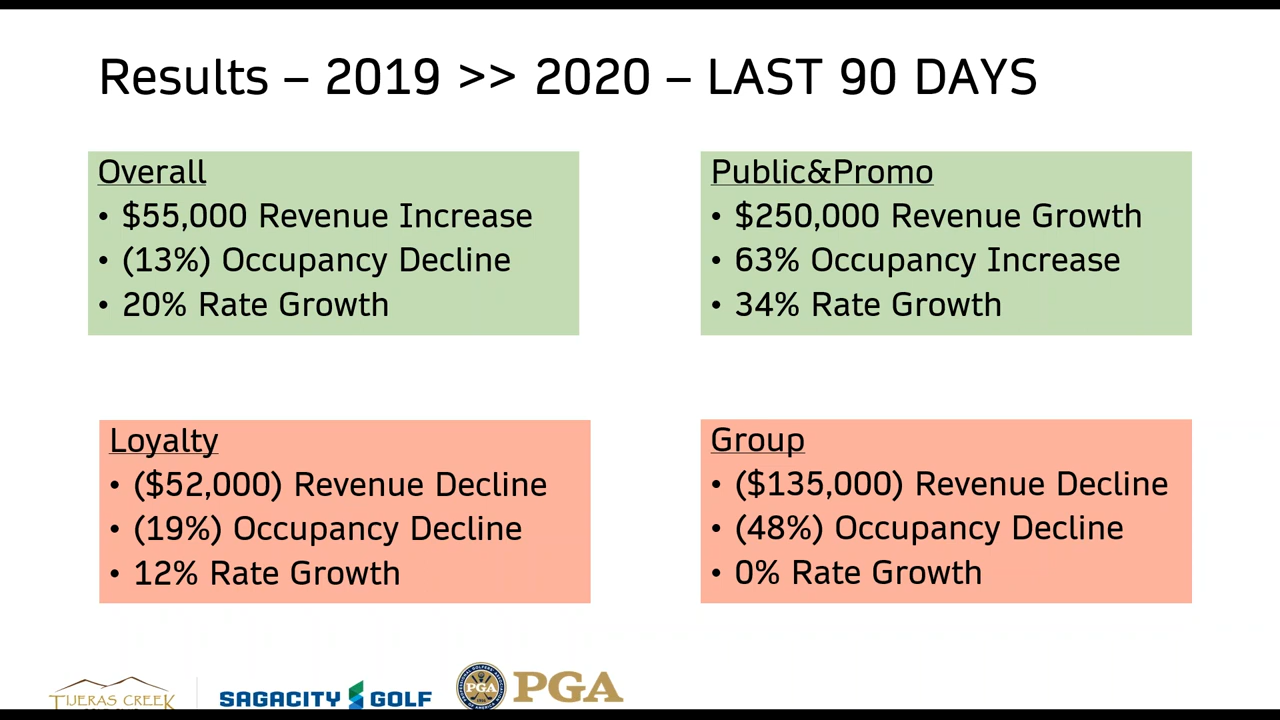 Results – 2019 >> 2020 – LAST 90 DAYS
Overall
• $55,000 Revenue Increase
• (13%) Occupancy Decline
• 20% Rate Growth
Public&Promo
• $250,000 Revenue Growth
• 63% Occupancy Increase
• 34% Rate Growth
Loyalty
• ($52,000) Revenue Decline
• (19%) Occupancy Decline
• 12% Rate Growth
Group
• ($135,000) Revenue Decline
• (48%) Occupancy Decline
• 0% Rate Growth
TIJERAS CREEK
SAGACITY GOLF
PGA
PGA